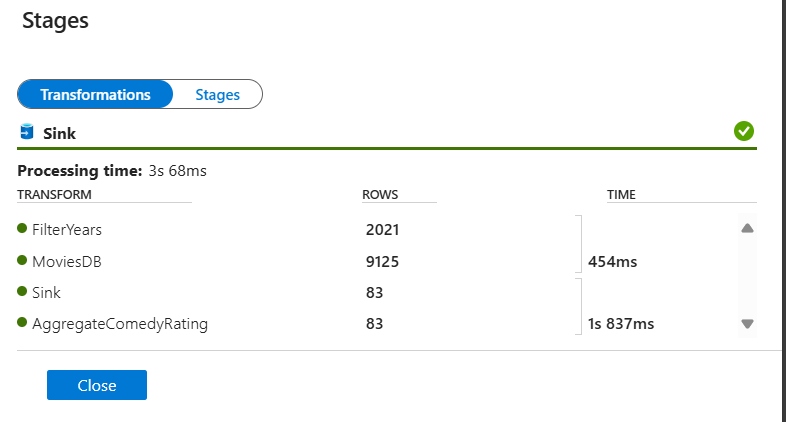 Stages
Transformations Stages
Sink
Processing time: 3s 68ms
TRANSFORM ROWS TIME
FilterYears 2021
MoviesDB 9125 454ms
Sink 83
AggregateComedyRating 83 1s 837ms
Close